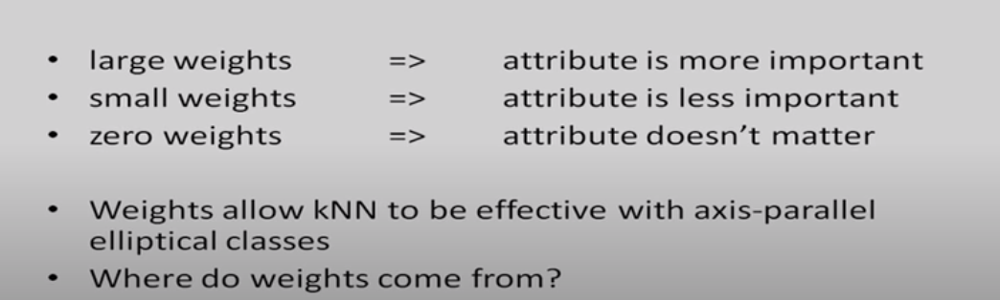 • large weights => attribute is more important
• small weights => attribute is less important
• zero weights => attribute doesn’t matter
• Weights allow kNN to be effective with axis-parallel
elliptical classes
• Where do weights come from?